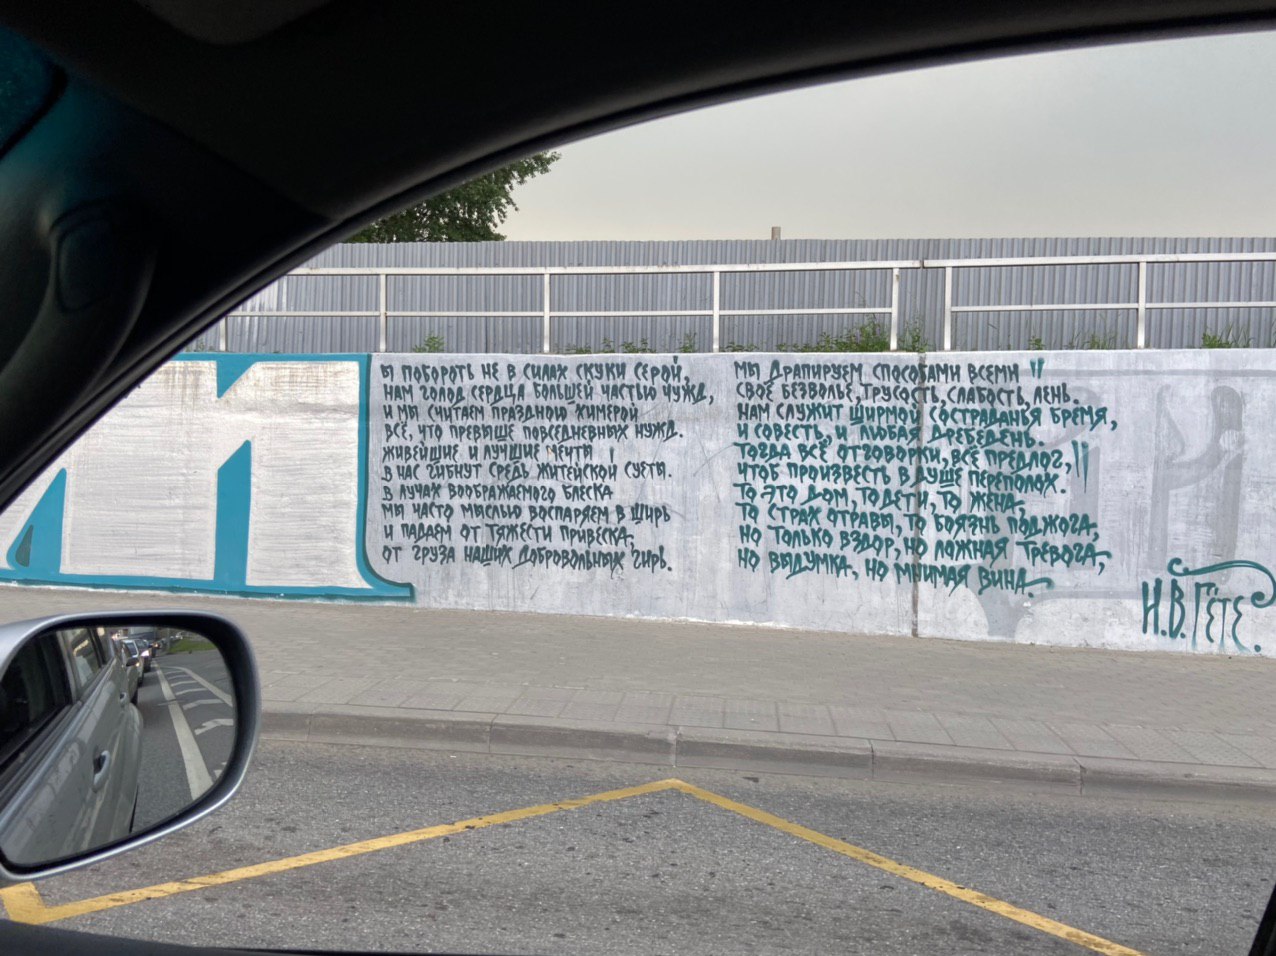 МЫ ПОБОРОТЬ НЕ В СИЛАХ СКУКИ СЕРОЙ,
НАМ ГОЛОД СЕРДЦА БОЛЬШЕЙ ЧАСТЬЮ ЧУЖД,
И МЫ СЧИТАЕМ ПРАЗДНОЙ ХИМЕРОЙ
ВСЁ, ЧТО ПРЕВЫШЕ ПОВСЕДНЕВНЫХ НУЖД.
ЖИВЕЙШИЕ И ЛУЧШИЕ МЕЧТЫ
В НАС ГИБНУТ СРЕДЬ ЖИТЕЙСКОЙ СУЕТЫ.
В ЛУЧАХ ВООБРАЖАЕМОГО БЛЕСКА
МЫ ЧАСТО МЫСЛЬЮ ВОСПАРЯЕМ В ШИРЬ
И ПАДАЕМ ОТ ТЯЖЕСТИ ПРИВЕСКА,
ОТ ГРУЗА НАШИХ ДОБРОВОЛЬНЫХ ГИРЬ.
МЫ ДРАПИРУЕМ СПОСОБАМИ ВСЕМИ
СВОЁ БЕЗВОЛЬЕ, ТРУСОСТЬ, СЛАБОСТЬ, ЛЕНЬ.
НАМ СЛУЖИТ ШИРМОЙ СОСТРАДАНЬЯ БРЕМЯ,
И СОВЕСТЬ, И ЛЮБАЯ ДРЕБЕДЕНЬ.
ТОГДА ВСЁ ОТГОВОРКИ, ВСЁ ПРЕДЛОГ,
ЧТОБ ПРОИЗВЕСТЬ В ДУШЕ ПЕРЕПОЛОХ.
ТО ЭТО ДОМ, ТО ДЕТИ, ТО ЖЕНА,
ТО СТРАХ ОТРАВЫ, ТО БОЯЗНЬ ПОДЖОГА,
НО ТОЛЬКО ВЗДОР, НО ЛОЖНАЯ ТРЕВОГА,
НО ВЫДУМКА, НО МНИМАЯ ВИНА.
И.В.ГЁТЕ.